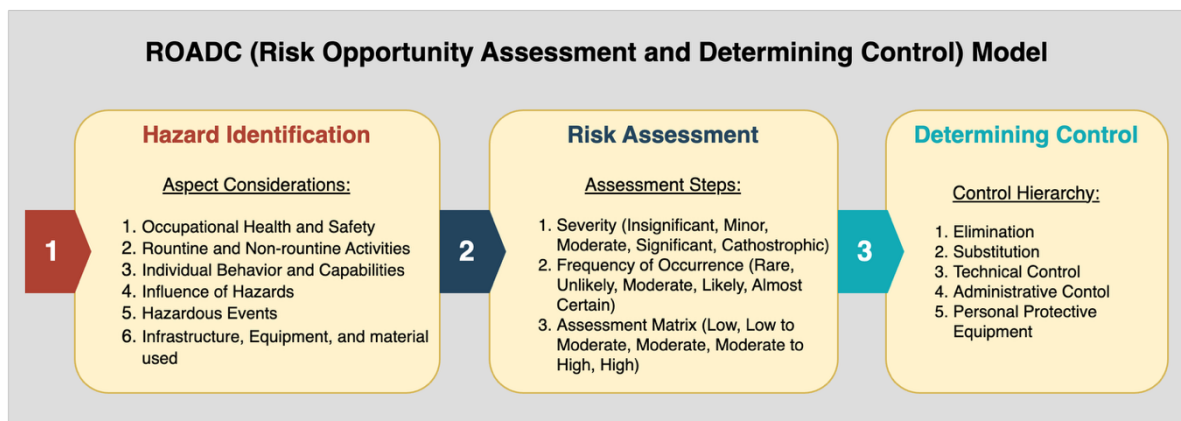 ROADC (Risk Opportunity Assessment and Determining Control) Model
1
Hazard Identification
Aspect Considerations:
1. Occupational Health and Safety
2. Rountine and Non-rountine Activities
3. Individual Behavior and Capabilities
4. Influence of Hazards
5. Hazardous Events
6. Infrastructure, Equipment, and material
used
2
Risk Assessment
Assessment Steps:
1. Severity (Insignificant, Minor,
Moderate, Significant, Cathostrophic)
2. Frequency of Occurrence (Rare,
Unlikely, Moderate, Likely, Almost
Certain)
3. Assessment Matrix (Low, Low to
Moderate, Moderate, Moderate to
High, High)
3
Determining Control
Control Hierarchy:
1. Elimination
2. Substitution
3. Technical Control
4. Administrative Contol
5. Personal Protective
Equipment